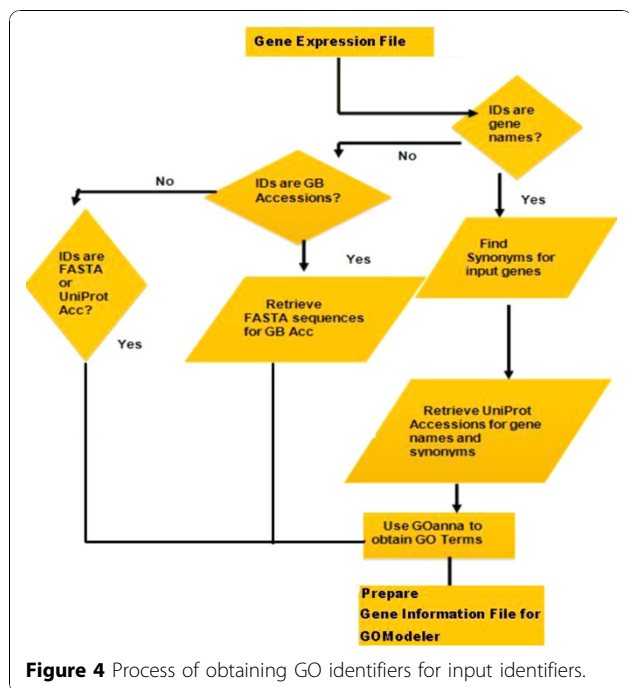 Gene Expression File
IDs are
gene
names?
No
Yes
IDs are GB
Accessions?
No
Yes
IDs are
FASTA
or
UniProt
Acc?
Yes
Find
Synonyms for
input genes
Retrieve
FASTA sequences
for GB Acc
Retrieve UniProt
Accessions for gene
names and
synonyms
Use GOanna to
obtain GO Terms
Prepare
Gene Information File for
GOModeler
Figure 4 Process of obtaining GO identifiers for input identifiers.